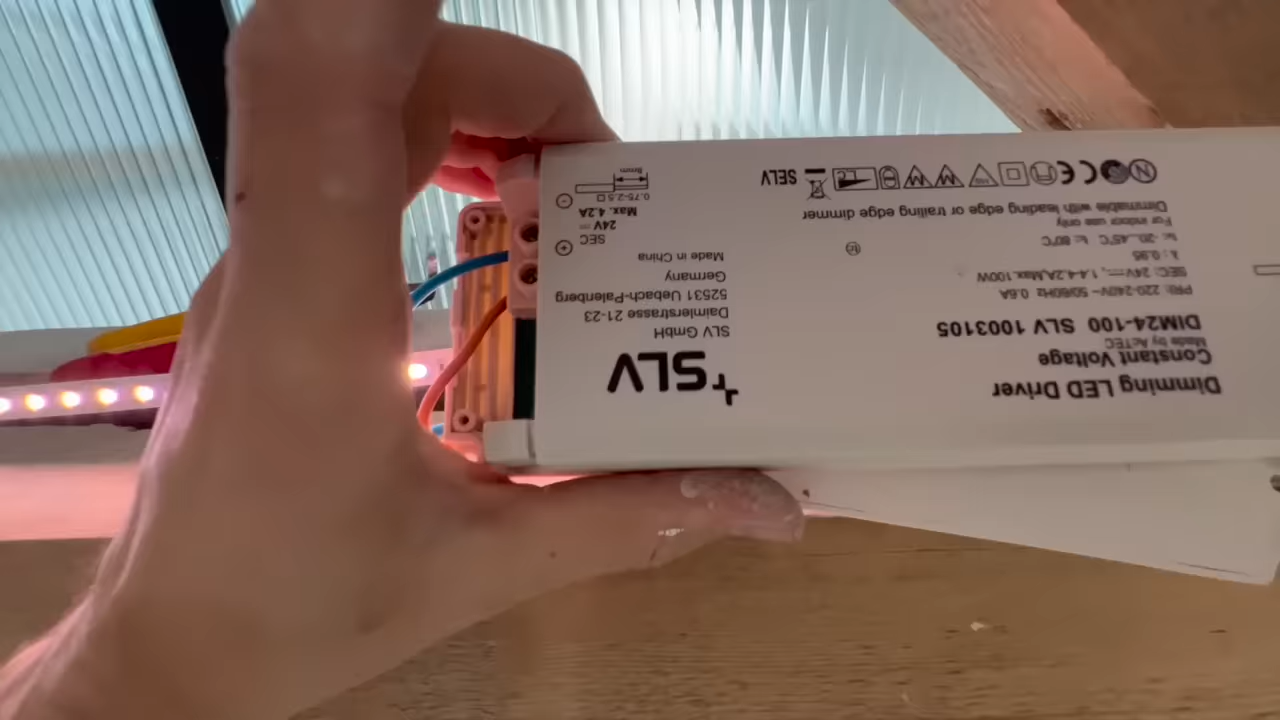 Dimming LED Driver
Constant Voltage
Made by AcTEC
DIM24-100 SLV 1003105
PRI: 220-240V~ 50/60Hz 0.6A
SEC: 24V⎓, 1.4-4.2A, Max.100W
λ : 0.95
ta: -20...45°C tc: 80°C
For indoor use only
Dimmable with leading edge or trailing edge dimmer
SELV
tc
SLV
SLV GmbH
Daimlerstrasse 21-23
52531 Uebach-Palenberg
Germany
Made in China
SEC
24V⎓
Max. 4.2A
0.75-2.5
8mm